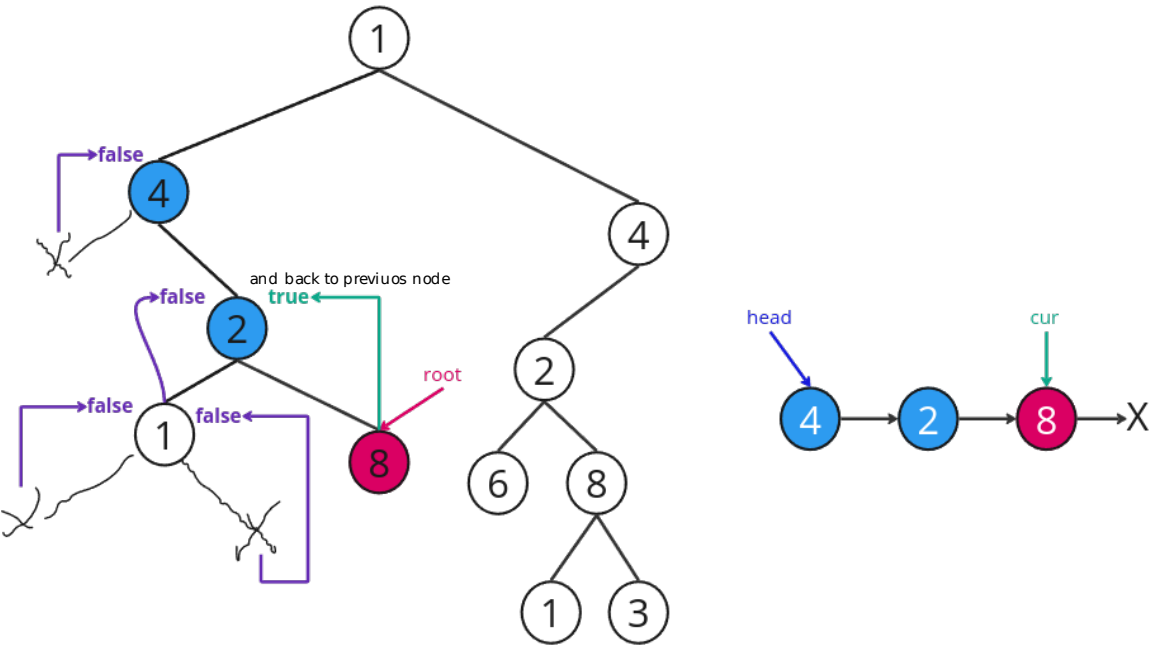 1
false
4
4
and back to previuos node
false
true
2
head
cur
root
2
false
false
1
8
4
2
8
X
6
8
1
3